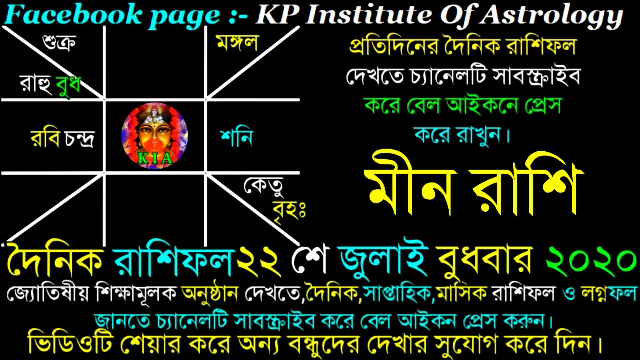 Facebook page :- KP Institute Of Astrology
শুক্র
মঙ্গল
রাহু বুধ
রবি চন্দ্র
KIA
শনি
কেতু
বৃহঃ
প্রতিদিনের দৈনিক রাশিফল
দেখতে চ্যানেলটি সাবস্ক্রাইব
করে বেল আইকনে প্রেস
করে রাখুন।
মীন রাশি
দৈনিক রাশিফল২২ শে জুলাই বুধবার ২০২০
জ্যোতিষীয় শিক্ষামূলক অনুষ্ঠান দেখতে,দৈনিক,সাপ্তাহিক,মাসিক রাশিফল ও লগ্নফল
জানতে চ্যানেলটি সাবস্ক্রাইব করে বেল আইকন প্রেস করুন।
ভিডিওটি শেয়ার করে অন্য বন্ধুদের দেখার সুযোগ করে দিন।